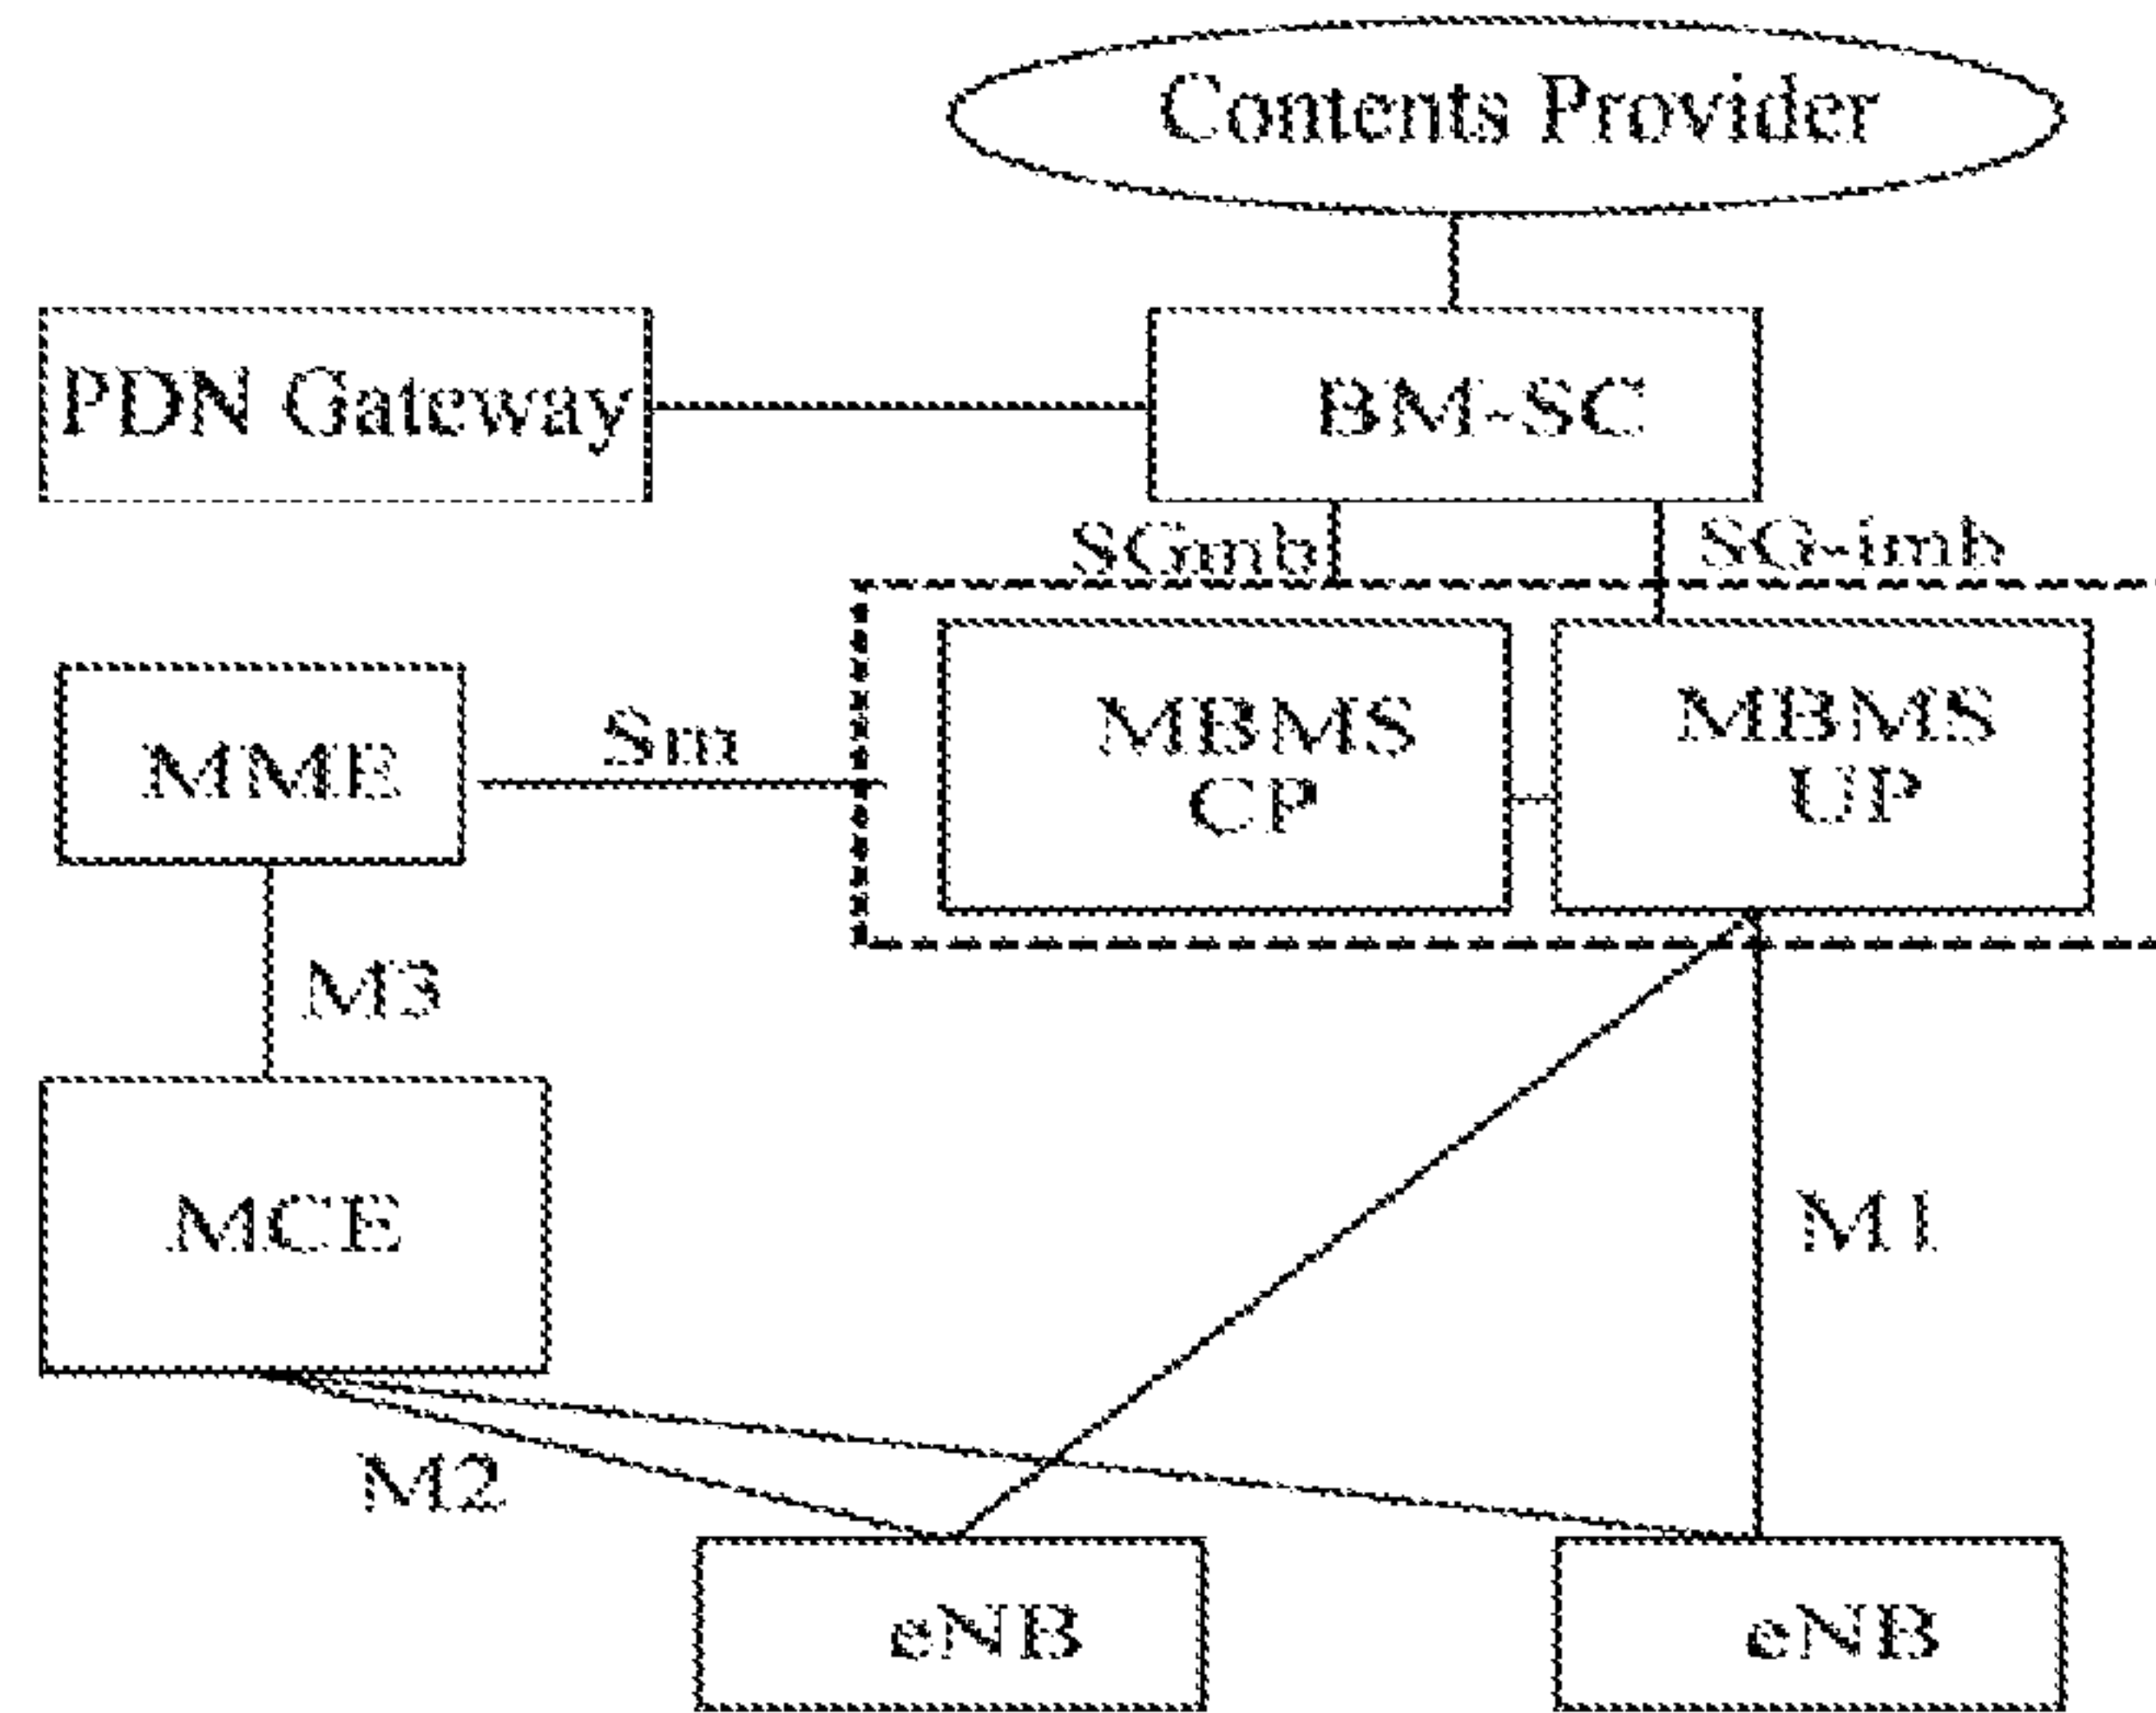 Contents Provider
PDN Gateway
BM-SC
SGmb
SG-imb
MME
Sm
MBMS
CP
MBMS
UP
M3
MCE
M1
M2
eNB
eNB